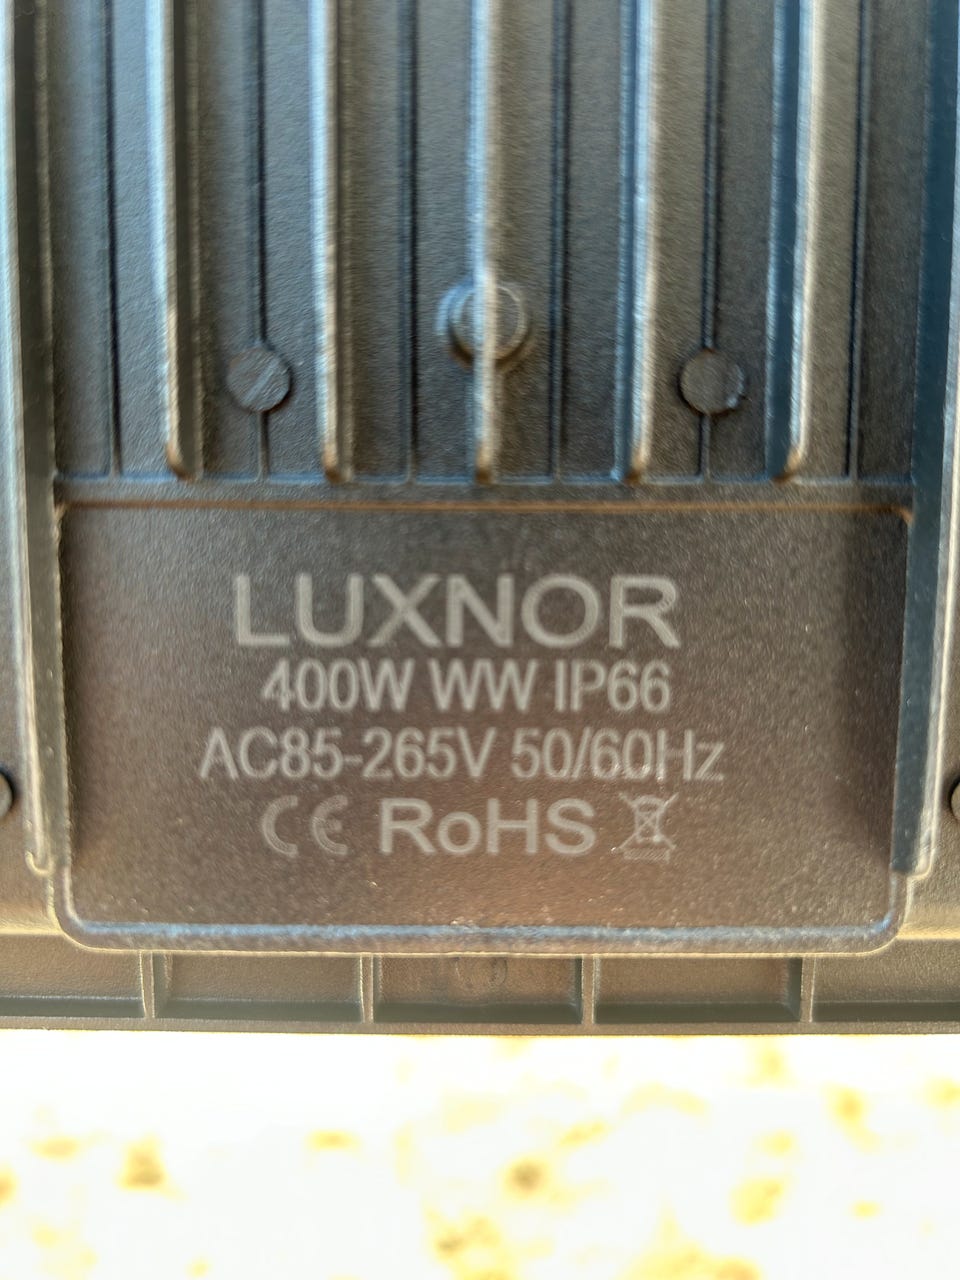 LUXNOR
400W WW IP66
AC85-265V 50/60Hz
CE RoHS